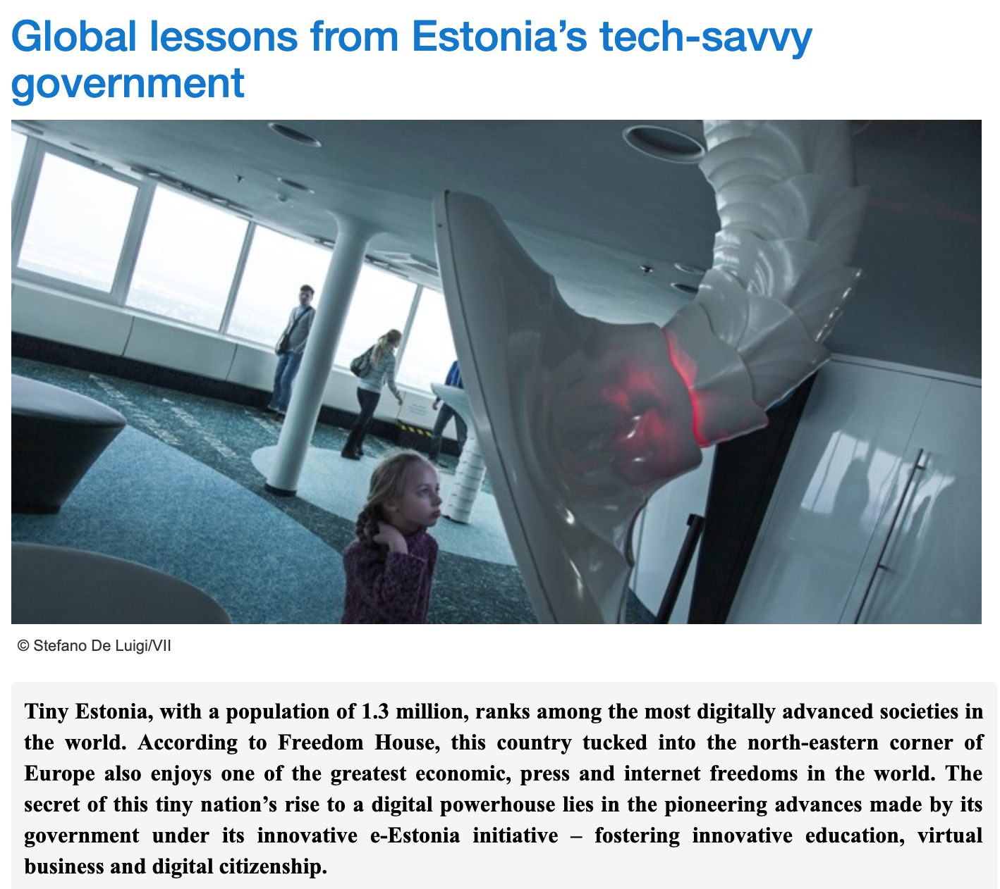 Global lessons from Estonia’s tech-savvy
government
© Stefano De Luigi/VII
Tiny Estonia, with a population of 1.3 million, ranks among the most digitally advanced societies in
the world. According to Freedom House, this country tucked into the north-eastern corner of
Europe also enjoys one of the greatest economic, press and internet freedoms in the world. The
secret of this tiny nation’s rise to a digital powerhouse lies in the pioneering advances made by its
government under its innovative e-Estonia initiative – fostering innovative education, virtual
business and digital citizenship.